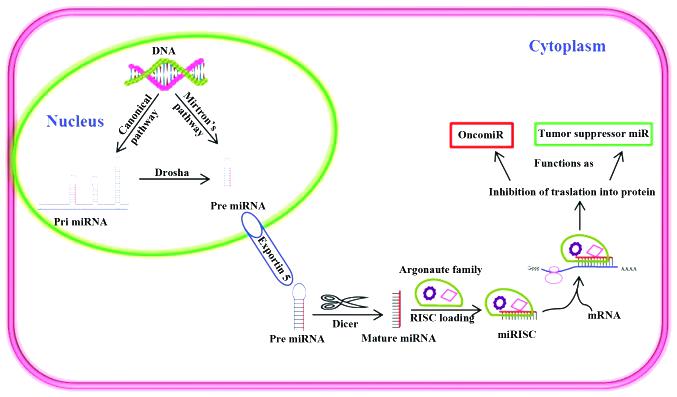 Cytoplasm
DNA
Nucleus
Canonical
pathway
Mirtron's
pathway
Drosha
Pri miRNA
Pre miRNA
Exportin 5
OncomiR
Tumor suppressor miR
Functions as
Inhibition of traslation into protein
AAAA
Argonaute family
RISC loading
Dicer
Pre miRNA
Mature miRNA
miRISC
mRNA